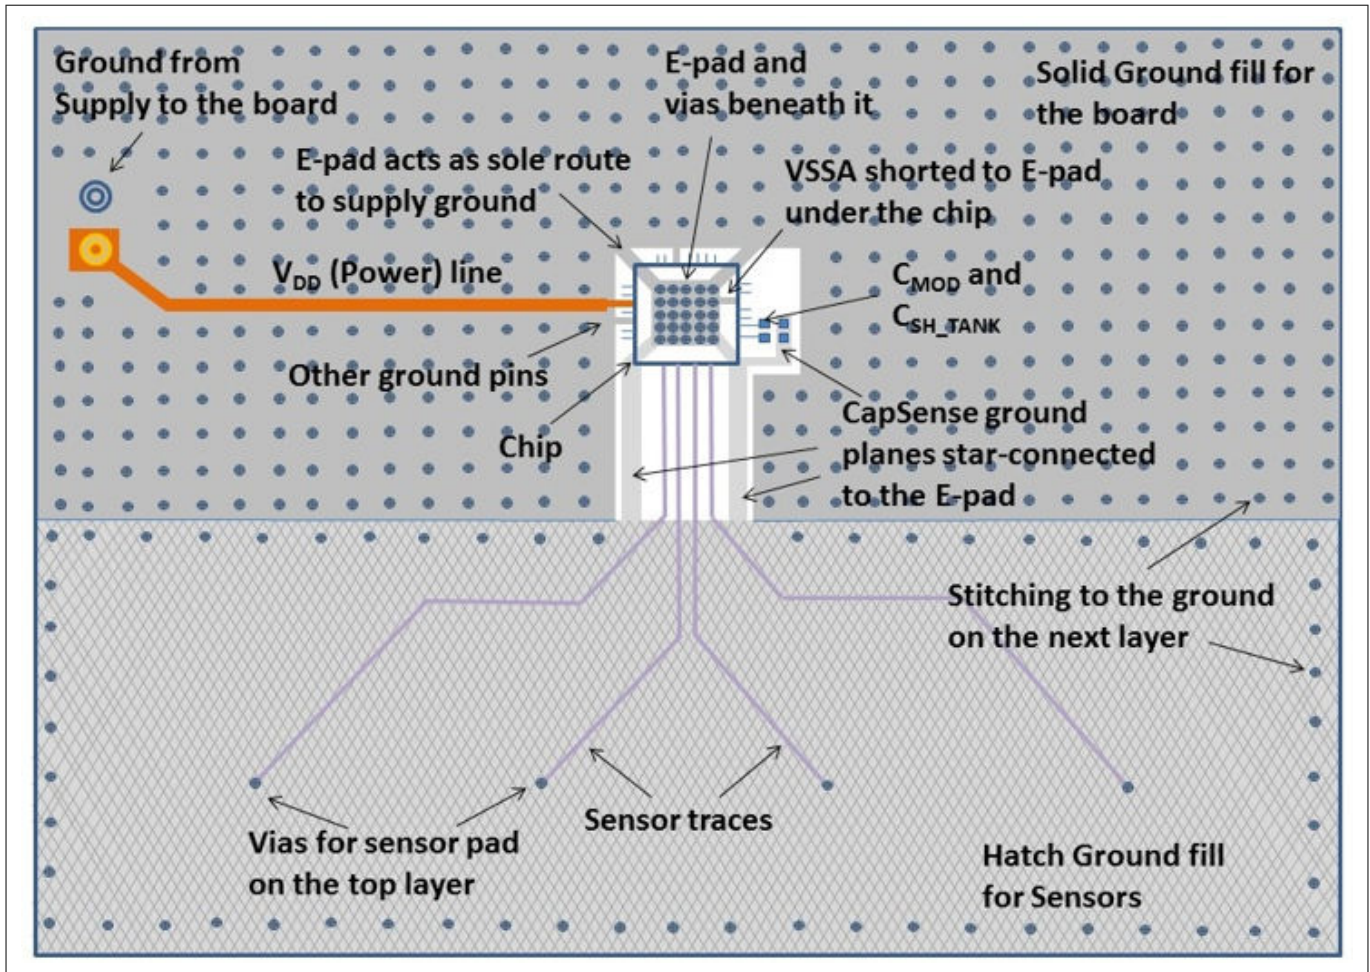 Ground from
Supply to the board
E-pad and
vias beneath it
Solid Ground fill for
the board
E-pad acts as sole route
to supply ground
VSSA shorted to E-pad
under the chip
VDD (Power) line
CMOD and
CSH_TANK
Other ground pins
Chip
CapSense ground
planes star-connected
to the E-pad
Stitching to the ground
on the next layer
Sensor traces
Vias for sensor pad
on the top layer
Hatch Ground fill
for Sensors